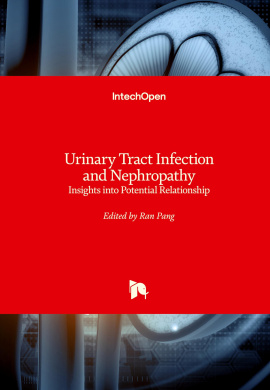 IntechOpen
Urinary Tract Infection
and Nephropathy
Insights into Potential Relationship
Edited by Ran Pang